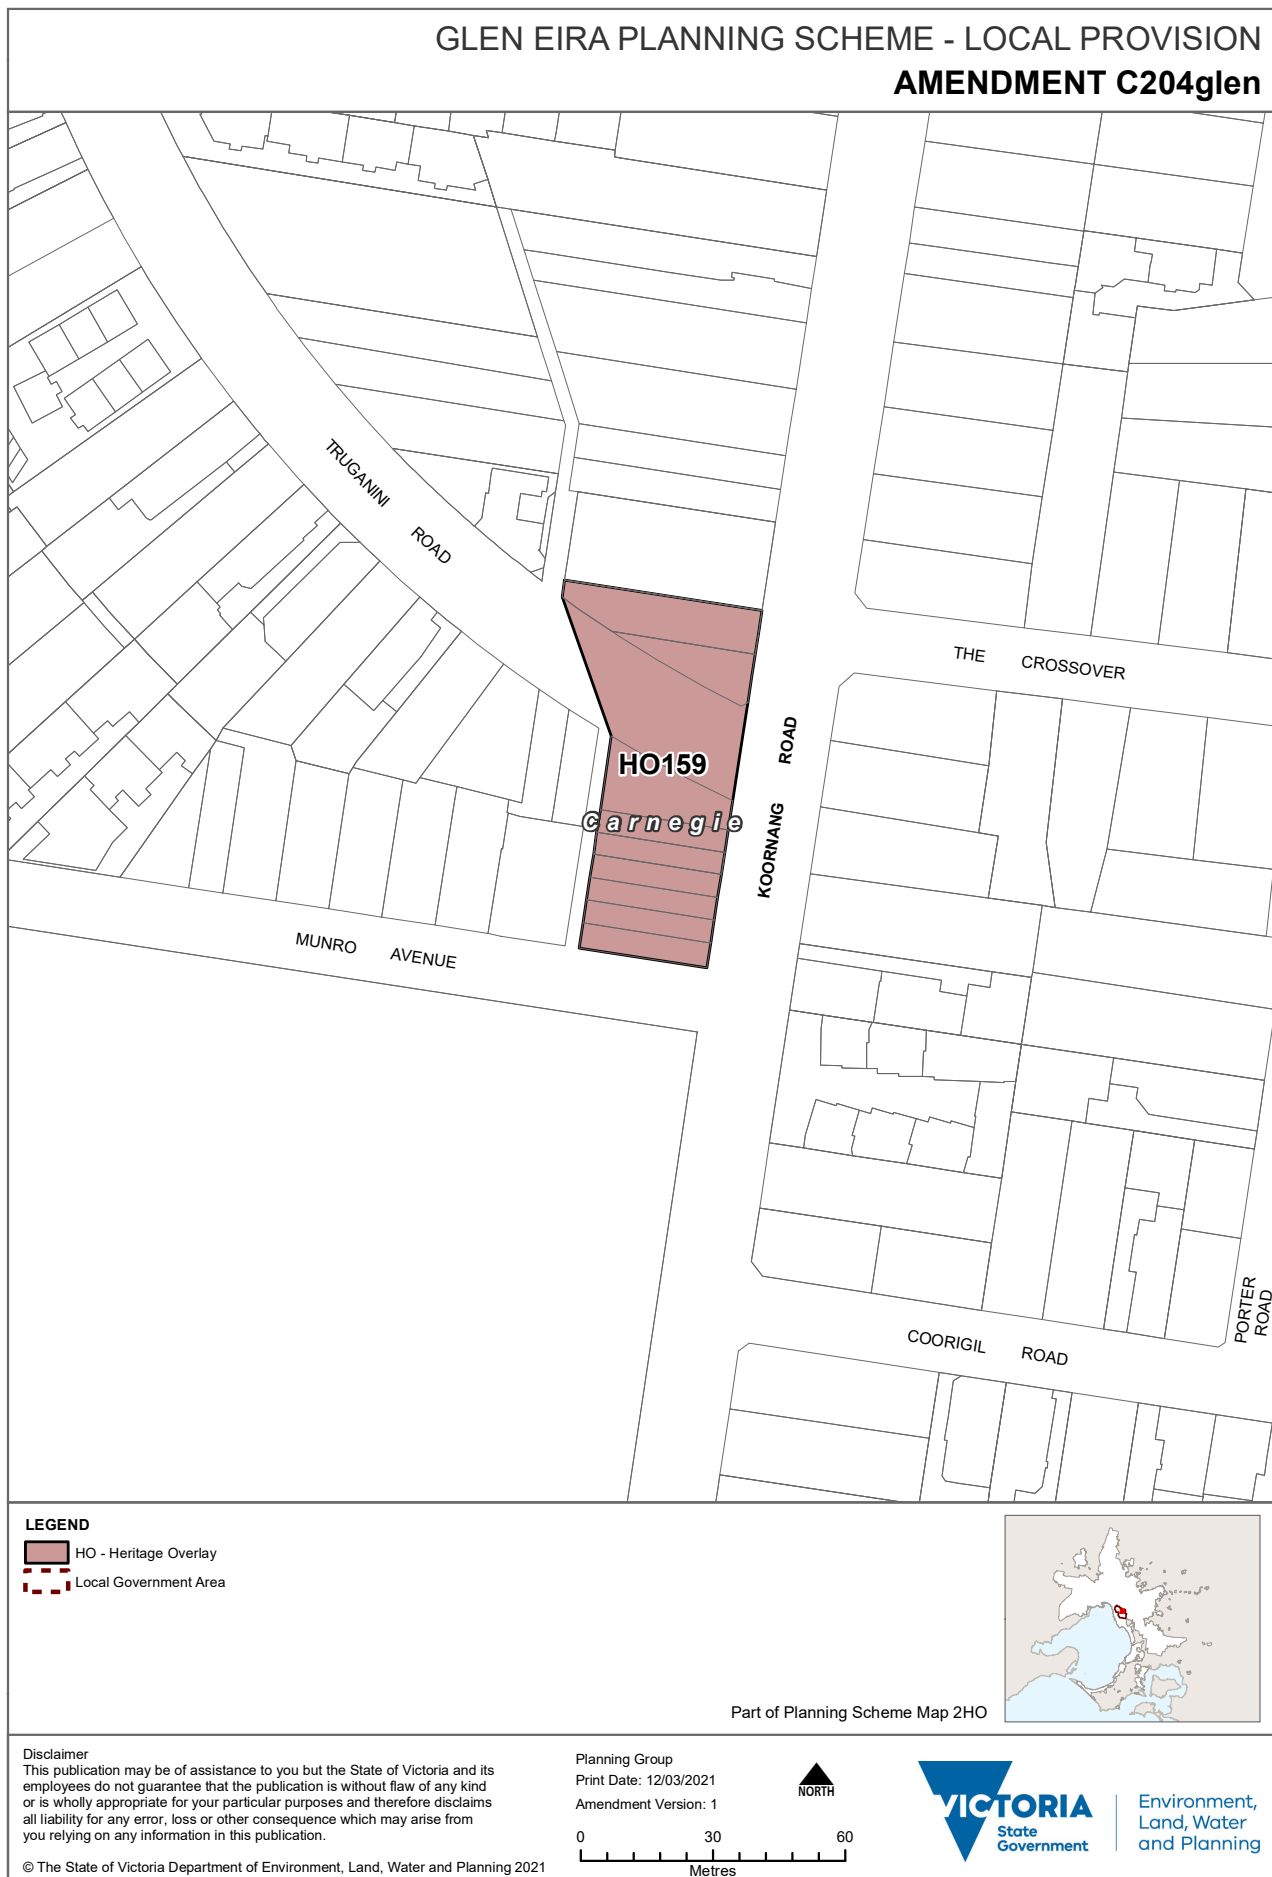 GLEN EIRA PLANNING SCHEME - LOCAL PROVISION
AMENDMENT C204glen
TRUGANINI ROAD
THE CROSSOVER
KOORNANG ROAD
HO159
Carnegie
MUNRO AVENUE
PORTER
ROAD
COORIGIL ROAD
LEGEND
HO - Heritage Overlay
Local Government Area
Part of Planning Scheme Map 2HO
Disclaimer
This publication may be of assistance to you but the State of Victoria and its
employees do not guarantee that the publication is without flaw of any kind
or is wholly appropriate for your particular purposes and therefore disclaims
all liability for any error, loss or other consequence which may arise from
you relying on any information in this publication.
© The State of Victoria Department of Environment, Land, Water and Planning 2021
Planning Group
Print Date: 12/03/2021
Amendment Version: 1
NORTH
0 30 60
Metres
VICTORIA
State
Government
Environment,
Land, Water
and Planning